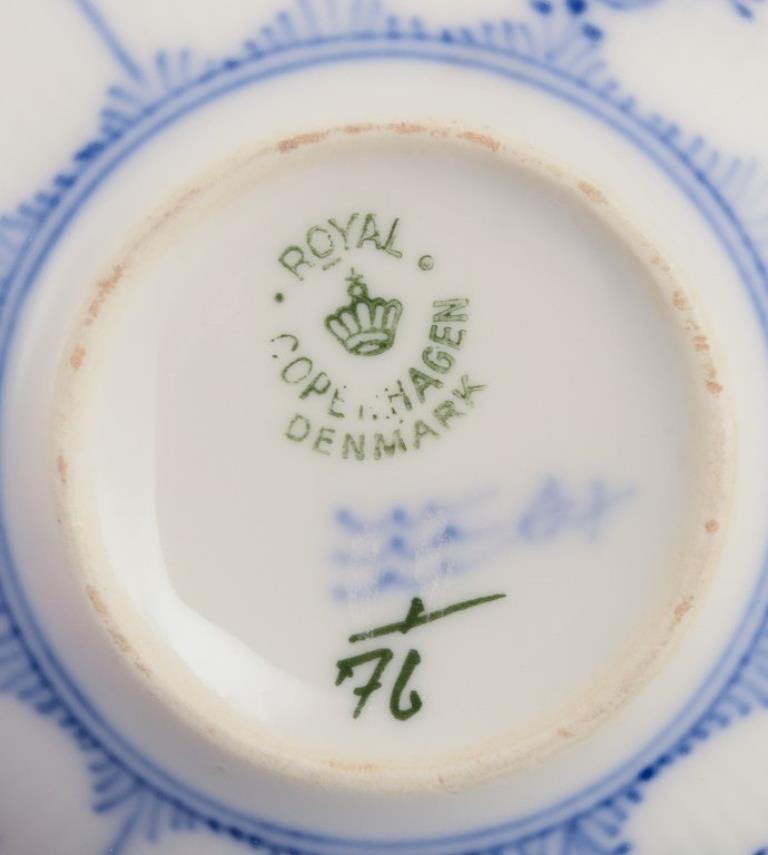 ROYAL
COPENHAGEN
DENMARK
1
76